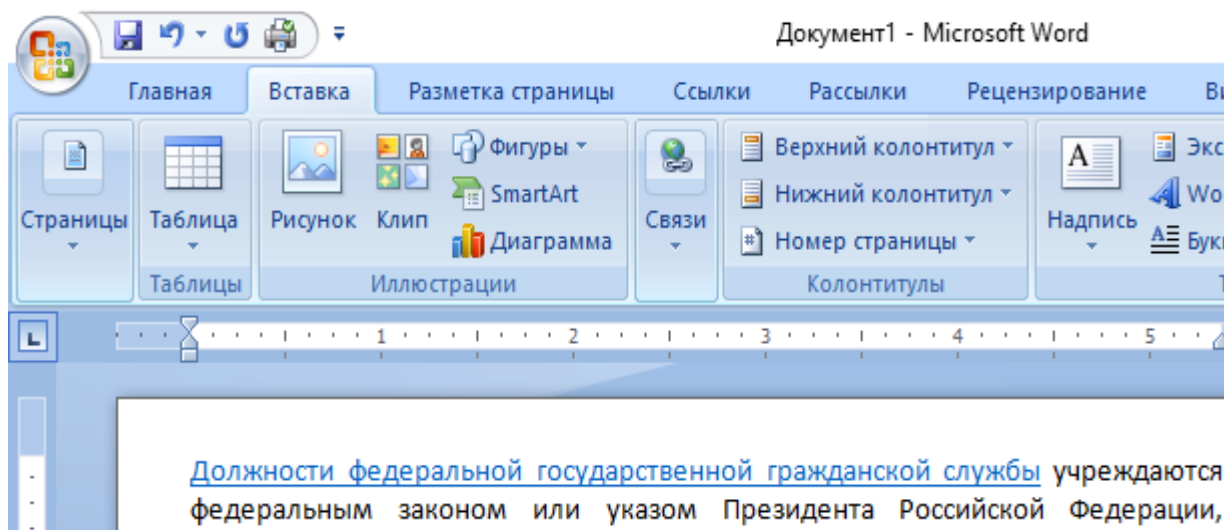 Документ1 - Microsoft Word
Главная Вставка Разметка страницы Ссылки Рассылки Рецензирование
Страницы Таблица Рисунок Клип Фигуры SmartArt Диаграмма Связи Верхний колонтитул Нижний колонтитул Номер страницы Надпись
Таблицы Иллюстрации Колонтитулы
1 2 3 4 5
Должности федеральной государственной гражданской службы учреждаются
федеральным законом или указом Президента Российской Федерации,